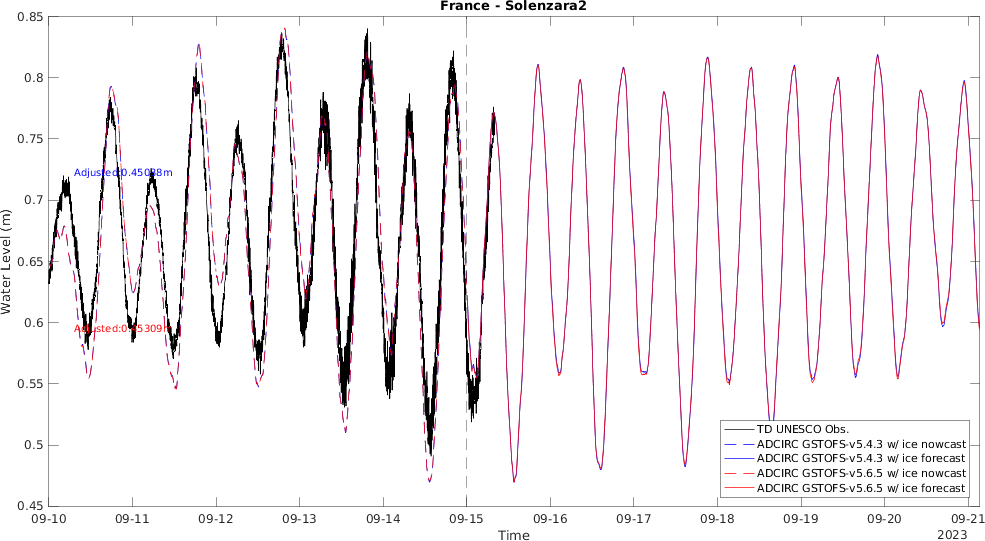 France - Solenzara2
0.85
0.8
0.75
0.7
0.65
0.6
0.55
0.5
0.45
Water Level (m)
Adjusted:0.45088m
TD UNESCO Obs.
ADCIRC GSTOFS-v5.4.3 w/ ice nowcast
ADCIRC GSTOFS-v5.4.3 w/ ice forecast
ADCIRC GSTOFS-v5.6.5 w/ ice nowcast
ADCIRC GSTOFS-v5.6.5 w/ ice forecast
09-10 09-11 09-12 09-13 09-14 09-15 09-16 09-17 09-18 09-19 09-20 09-21
Time
2023